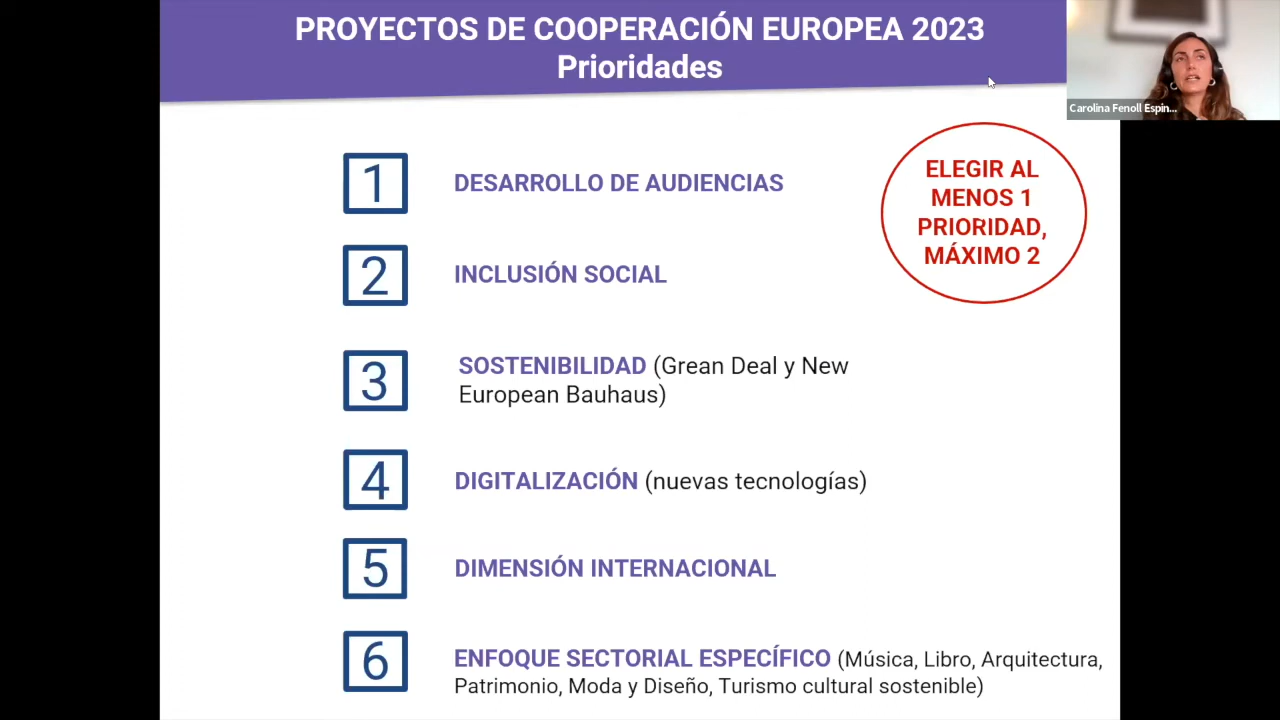 PROYECTOS DE COOPERACIÓN EUROPEA 2023
Prioridades
Carolina Fenoll Espin...
1
DESARROLLO DE AUDIENCIAS
ELEGIR AL
MENOS 1
PRIORIDAD,
MÁXIMO 2
2
INCLUSIÓN SOCIAL
3
SOSTENIBILIDAD (Grean Deal y New
European Bauhaus)
4
DIGITALIZACIÓN (nuevas tecnologías)
5
DIMENSIÓN INTERNACIONAL
6
ENFOQUE SECTORIAL ESPECÍFICO (Música, Libro, Arquitectura,
Patrimonio, Moda y Diseño, Turismo cultural sostenible)